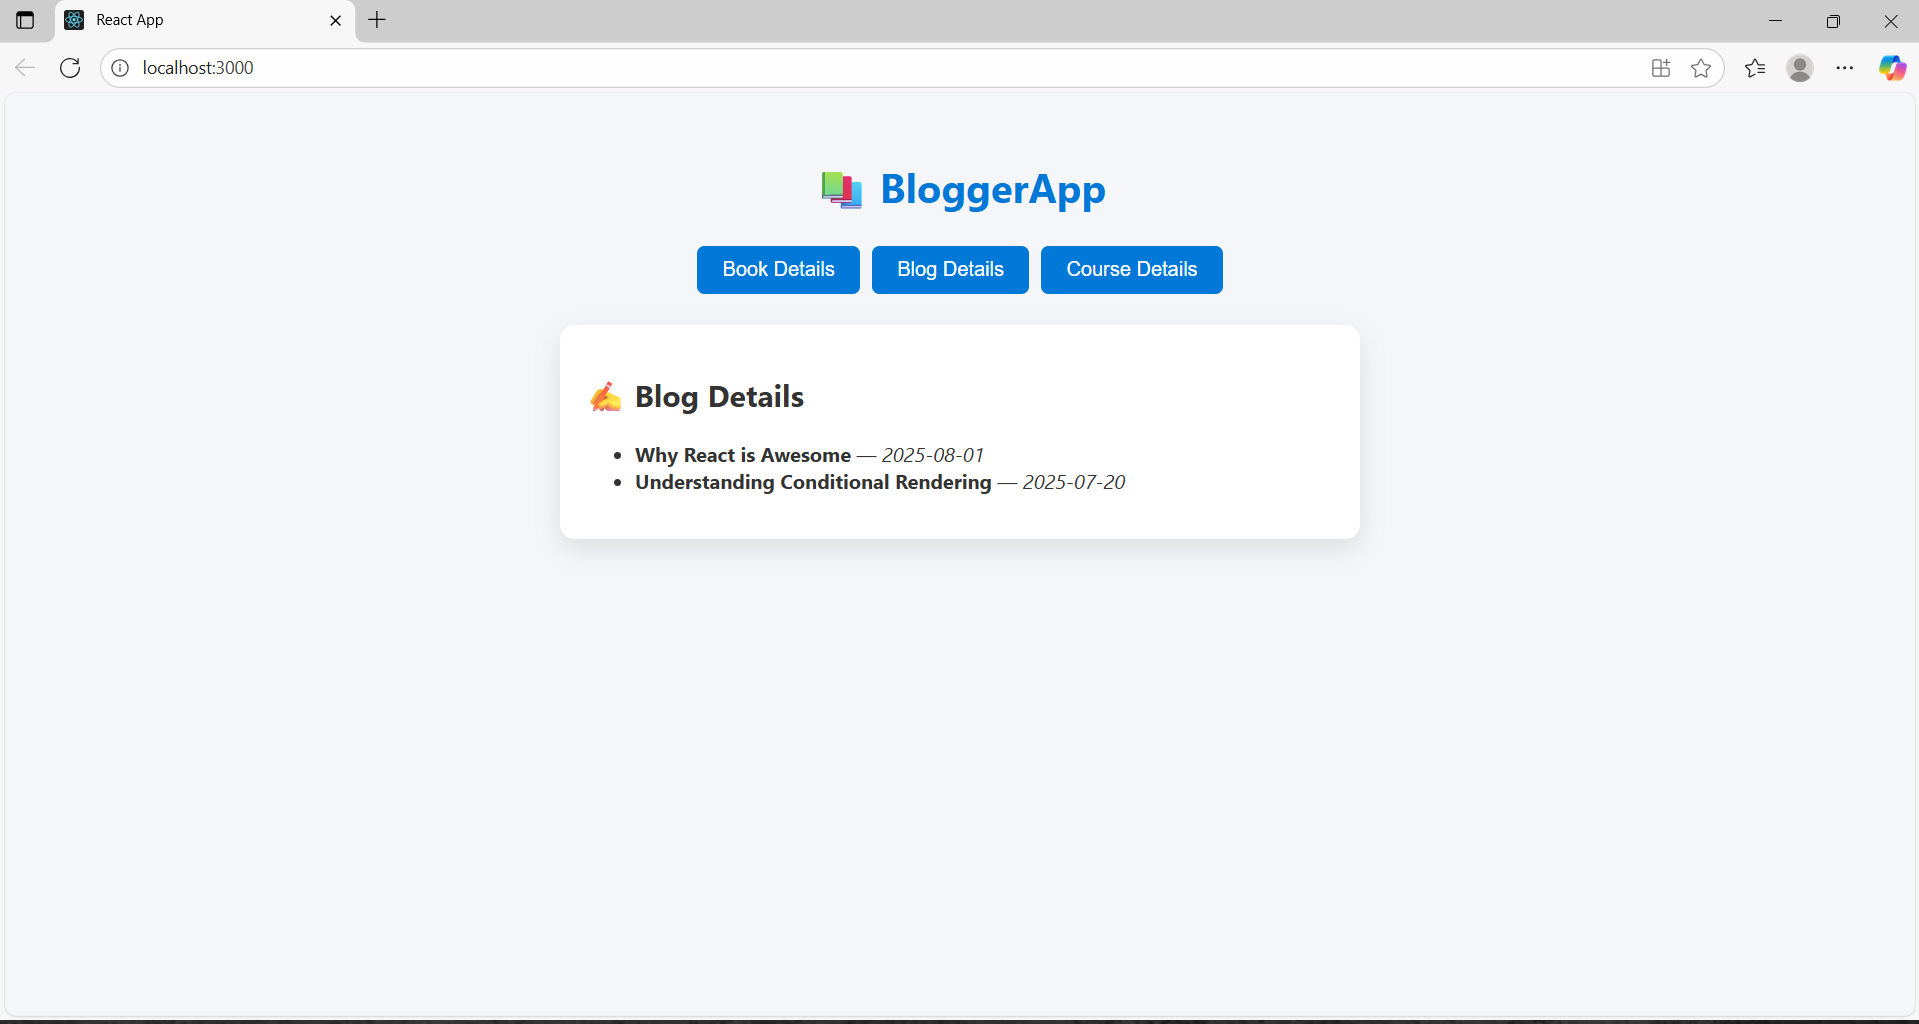 React App
localhost:3000
📚 BloggerApp
Book Details Blog Details Course Details
✍️ Blog Details
• Why React is Awesome — 2025-08-01
• Understanding Conditional Rendering — 2025-07-20